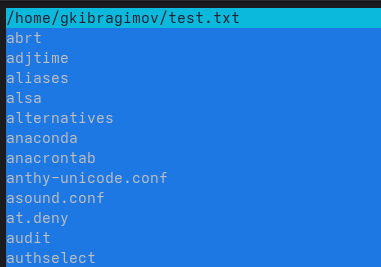 /home/gkibragimov/test.txt
abrt
adjtime
aliases
alsa
alternatives
anaconda
anacrontab
anthy-unicode.conf
asound.conf
at.deny
audit
authselect